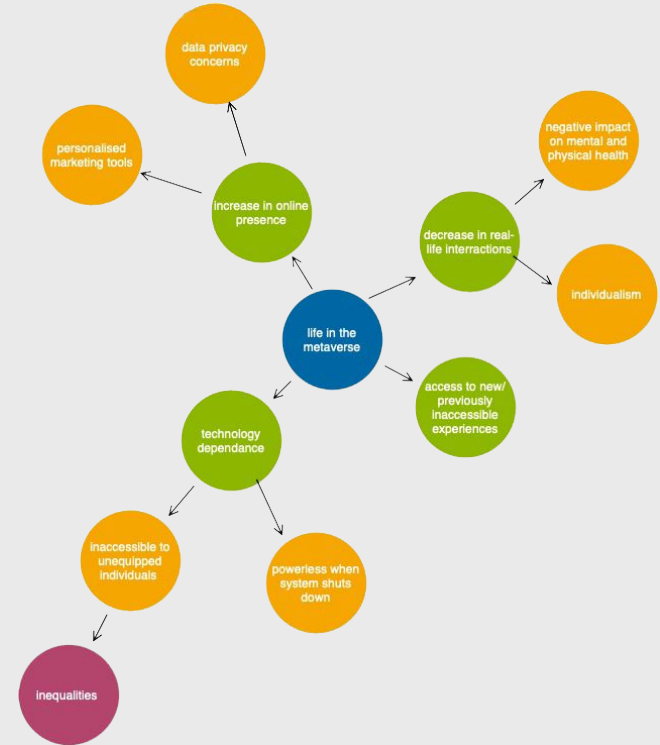 data privacy
concerns
personalised
marketing tools
negative impact
on mental and
physical health
increase in online
presence
decrease in real-
life interractions
individualism
life in the
metaverse
access to new/
previously
inaccessible
experiences
technology
dependance
inaccessible to
unequipped
individuals
powerless when
system shuts
down
inequalities